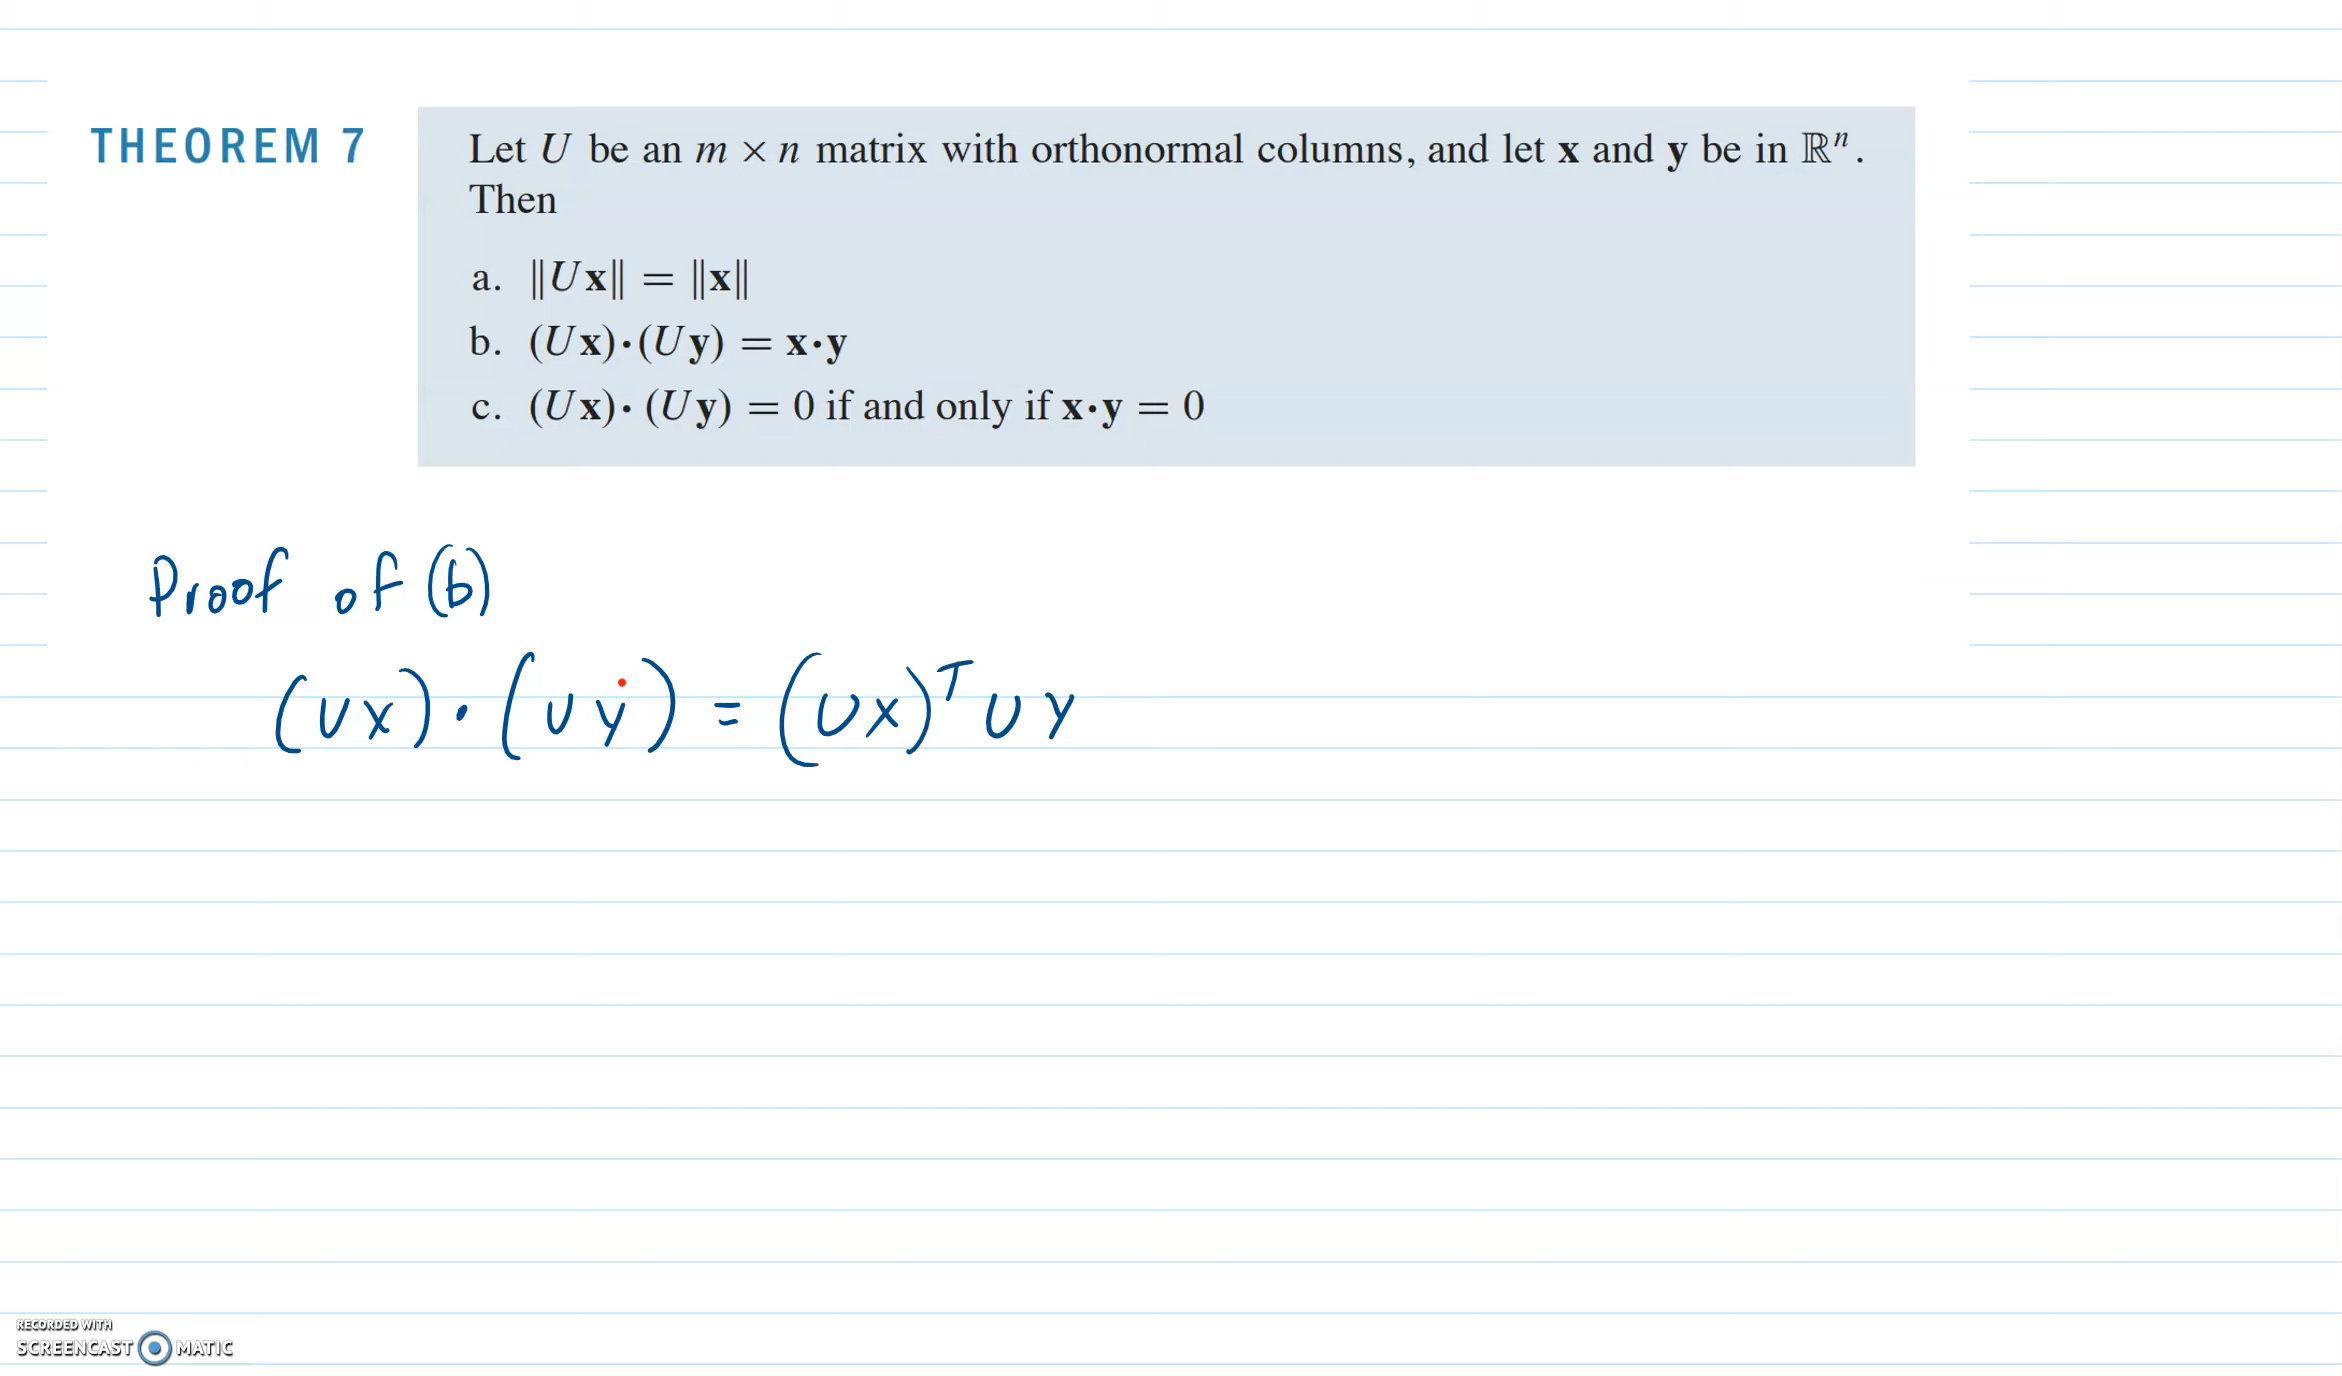 THEOREM 7
Let U be an m × n matrix with orthonormal columns, and let x and y be in ℝⁿ.
Then
a. ‖Ux‖ = ‖x‖
b. (Ux)·(Uy) = x·y
c. (Ux)·(Uy) = 0 if and only if x·y = 0
Proof of (b)
(Ux)·(Uy) = (Ux)ᵀUy
RECORDED WITH
SCREENCAST MATIC